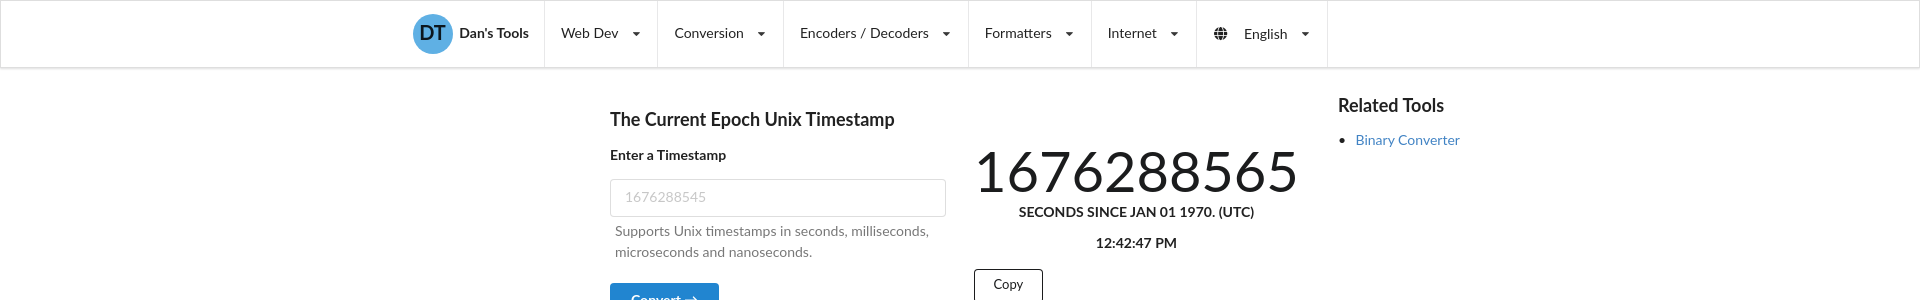 DT Dan's Tools Web Dev Conversion Encoders / Decoders Formatters Internet English
The Current Epoch Unix Timestamp
Enter a Timestamp
1676288545
Supports Unix timestamps in seconds, milliseconds,
microseconds and nanoseconds.
Convert →
1676288565
SECONDS SINCE JAN 01 1970. (UTC)
12:42:47 PM
Copy
Related Tools
• Binary Converter